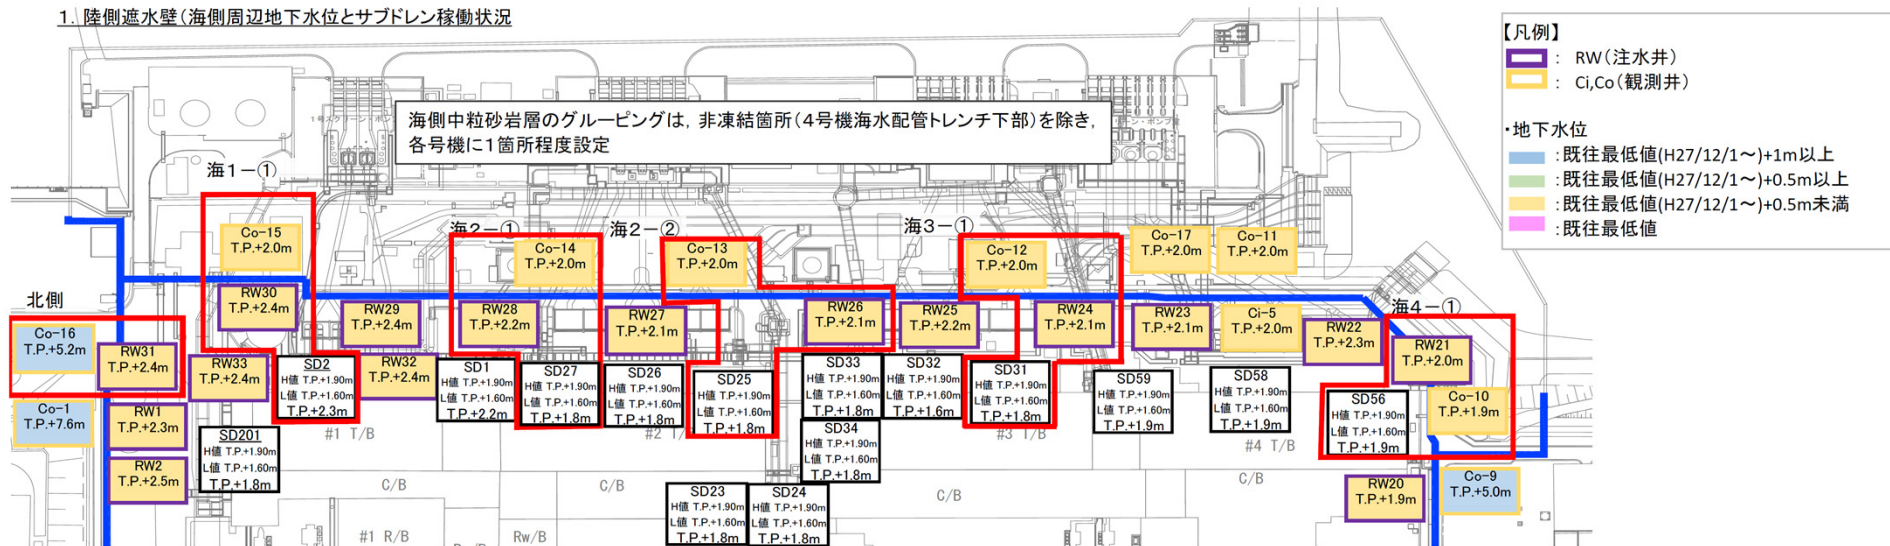 1. 陸側遮水壁(海側周辺地下水位とサブドレン稼働状況
【凡例】
: RW(注水井)
: Ci,Co(観測井)
・地下水位
:既往最低値(H27/12/1～)+1m以上
:既往最低値(H27/12/1～)+0.5m以上
:既往最低値(H27/12/1～)+0.5m未満
:既往最低値
海側中粒砂岩層のグルーピングは, 非凍結箇所(4号機海水配管トレンチ下部)を除き,
各号機に1箇所程度設定
海1-①
海2-①
海2-②
海3-①
海4-①
北側
Co-15
T.P.+2.0m
Co-14
T.P.+2.0m
Co-13
T.P.+2.0m
Co-12
T.P.+2.0m
Co-17
T.P.+2.0m
Co-11
T.P.+2.0m
RW30
T.P.+2.4m
RW29
T.P.+2.4m
RW28
T.P.+2.2m
RW27
T.P.+2.1m
RW26
T.P.+2.1m
RW25
T.P.+2.2m
RW24
T.P.+2.1m
RW23
T.P.+2.1m
Ci-5
T.P.+2.0m
RW22
T.P.+2.3m
RW21
T.P.+2.0m
Co-16
T.P.+5.2m
RW31
T.P.+2.4m
RW33
T.P.+2.4m
SD2
H値 T.P.+1.90m
L値 T.P.+1.60m
T.P.+2.3m
RW32
T.P.+2.4m
SD1
H値 T.P.+1.90m
L値 T.P.+1.60m
T.P.+2.2m
SD27
H値 T.P.+1.90m
L値 T.P.+1.60m
T.P.+1.8m
SD26
H値 T.P.+1.90m
L値 T.P.+1.60m
T.P.+1.8m
SD25
H値 T.P.+1.90m
L値 T.P.+1.60m
T.P.+1.8m
SD33
H値 T.P.+1.90m
L値 T.P.+1.60m
T.P.+1.8m
SD32
H値 T.P.+1.90m
L値 T.P.+1.60m
T.P.+1.6m
SD31
H値 T.P.+1.90m
L値 T.P.+1.60m
T.P.+1.8m
SD59
H値 T.P.+1.90m
L値 T.P.+1.60m
T.P.+1.9m
SD58
H値 T.P.+1.90m
L値 T.P.+1.60m
T.P.+1.9m
SD56
H値 T.P.+1.90m
L値 T.P.+1.60m
T.P.+1.9m
Co-10
T.P.+1.9m
Co-1
T.P.+7.6m
RW1
T.P.+2.3m
RW2
T.P.+2.5m
SD201
H値 T.P.+1.90m
L値 T.P.+1.60m
T.P.+1.8m
SD34
H値 T.P.+1.90m
L値 T.P.+1.60m
T.P.+1.8m
SD23
H値 T.P.+1.90m
L値 T.P.+1.60m
T.P.+1.8m
SD24
H値 T.P.+1.90m
L値 T.P.+1.60m
T.P.+1.8m
RW20
T.P.+1.9m
Co-9
T.P.+5.0m
#1 T/B
#3 T/B
#4 T/B
C/B
C/B
C/B
C/B
#1 R/B
Rw/B